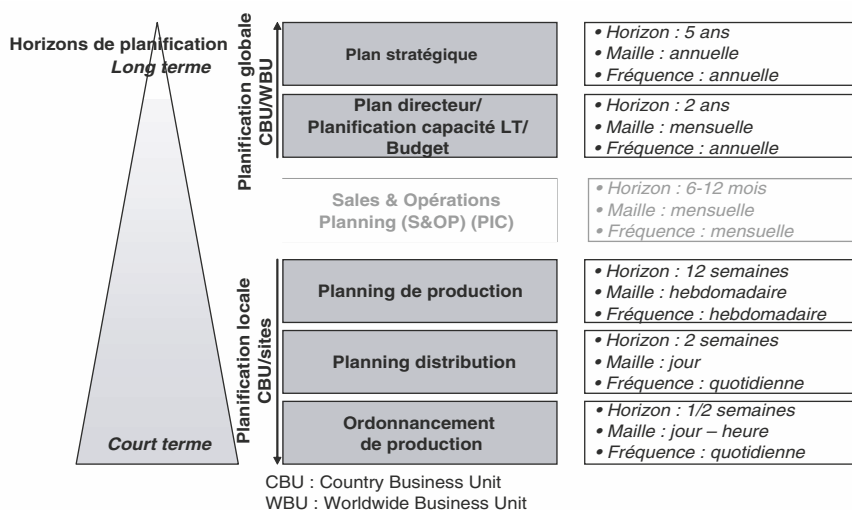 Horizons de planification
Long terme
Court terme
Planification globale
CBU/WBU
Planification locale
CBU/sites
Plan stratégique
• Horizon : 5 ans
• Maille : annuelle
• Fréquence : annuelle
Plan directeur/
Planification capacité LT/
Budget
• Horizon : 2 ans
• Maille : mensuelle
• Fréquence : annuelle
Sales & Opérations
Planning (S&OP) (PIC)
• Horizon : 6-12 mois
• Maille : mensuelle
• Fréquence : mensuelle
Planning de production
• Horizon : 12 semaines
• Maille : hebdomadaire
• Fréquence : hebdomadaire
Planning distribution
• Horizon : 2 semaines
• Maille : jour
• Fréquence : quotidienne
Ordonnancement
de production
• Horizon : 1/2 semaines
• Maille : jour – heure
• Fréquence : quotidienne
CBU : Country Business Unit
WBU : Worldwide Business Unit